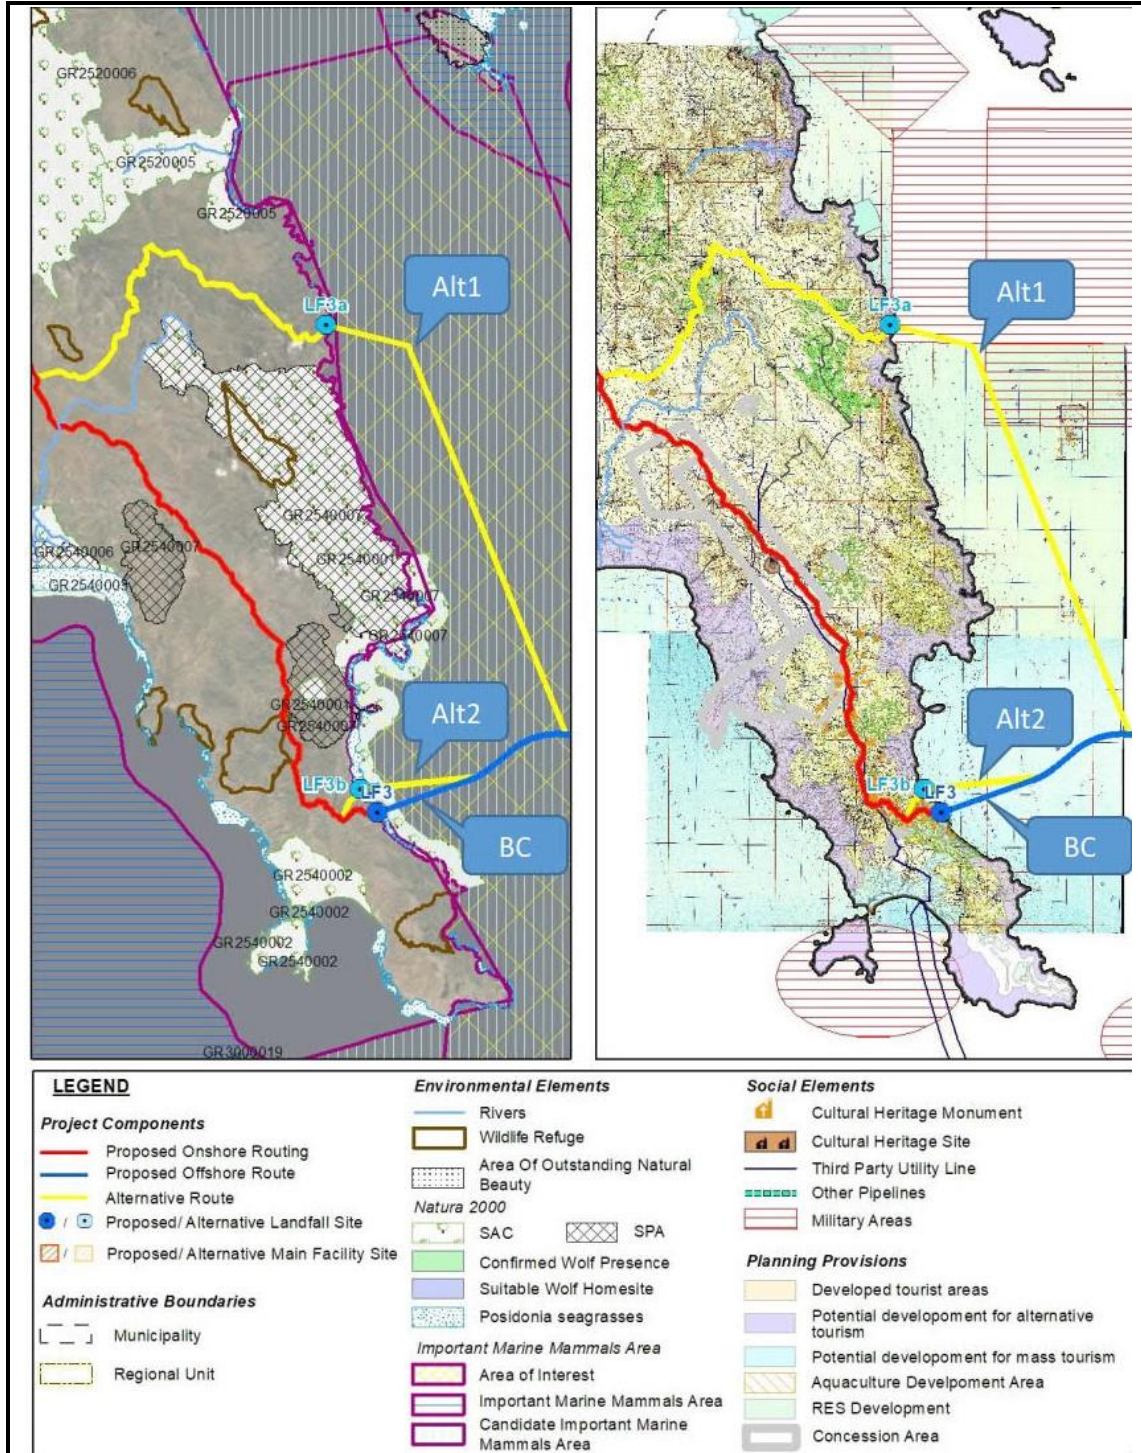 GR2520006
GR2520005
GR2520005
Alt1
LF3a
GR2540007
GR2540007
GR2540001
GR2540006
GR2540003
GR2540007
GR2540007
GR2540001
Alt2
LF3b
LF3
BC
GR2540002
GR2540002
GR2540002
GR2540002
GR3000019
Alt1
LF3a
Alt2
LF3b
LF3
BC
LEGEND
Project Components
Proposed Onshore Routing
Proposed Offshore Route
Alternative Route
/ Proposed/ Alternative Landfall Site
/ Proposed/ Alternative Main Facility Site
Administrative Boundaries
Municipality
Regional Unit
Environmental Elements
Rivers
Wildlife Refuge
Area Of Outstanding Natural
Beauty
Natura 2000
SAC SPA
Confirmed Wolf Presence
Suitable Wolf Homesite
Posidonia seagrasses
Important Marine Mammals Area
Area of Interest
Important Marine Mammals Area
Candidate Important Marine
Mammals Area
Social Elements
Cultural Heritage Monument
Cultural Heritage Site
Third Party Utility Line
Other Pipelines
Military Areas
Planning Provisions
Developed tourist areas
Potential developoment for alternative
tourism
Potential developoment for mass tourism
Aquaculture Develpoment Area
RES Development
Concession Area